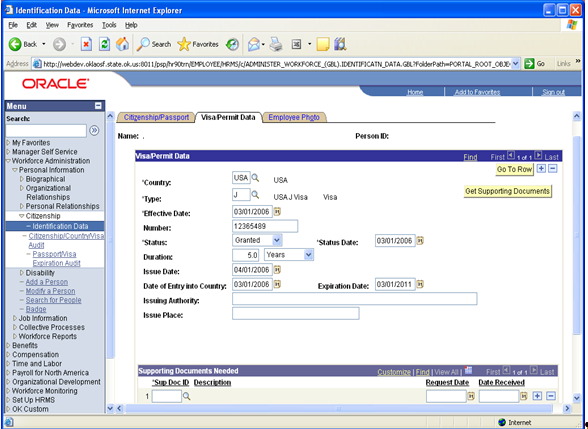 Identification Data - Microsoft Internet Explorer
File Edit View Favorites Tools Help
Back Search Favorites
Address http://webdev.oklaosf.state.ok.us:8011/psp/hr90trn/EMPLOYEE/HRMS/c/ADMINISTER_WORKFORCE_(GBL).IDENTIFICATN_DATA.GBL?FolderPath=PORTAL_ROOT_OBJE Go Links
ORACLE
Home Add to Favorites Sign out
Menu
Search:
My Favorites
Manager Self Service
Workforce Administration
Personal Information
Biographical
Organizational
Relationships
Personal Relationships
Citizenship
Identification Data
Citizenship/Country/Visa
Audit
Passport/Visa
Expiration Audit
Disability
Add a Person
Modify a Person
Search for People
Badge
Job Information
Collective Processes
Workforce Reports
Benefits
Compensation
Time and Labor
Payroll for North America
Organizational Development
Workforce Monitoring
Set Up HRMS
OK Custom
Citizenship/Passport Visa/Permit Data Employee Photo
Name: . Person ID:
Visa/Permit Data Find First 1 of 1 Last
Go To Row + -
*Country: USA USA
Get Supporting Documents
*Type: J USA J Visa Visa
*Effective Date: 03/01/2006
Number: 12365489
*Status: Granted *Status Date: 03/01/2006
Duration: 5.0 Years
Issue Date: 04/01/2006
Date of Entry into Country: 03/01/2006 Expiration Date: 03/01/2011
Issuing Authority:
Issue Place:
Supporting Documents Needed Customize | Find | View All | First 1 of 1 Last
*Sup Doc ID Description Request Date Date Received
1 + -
Internet